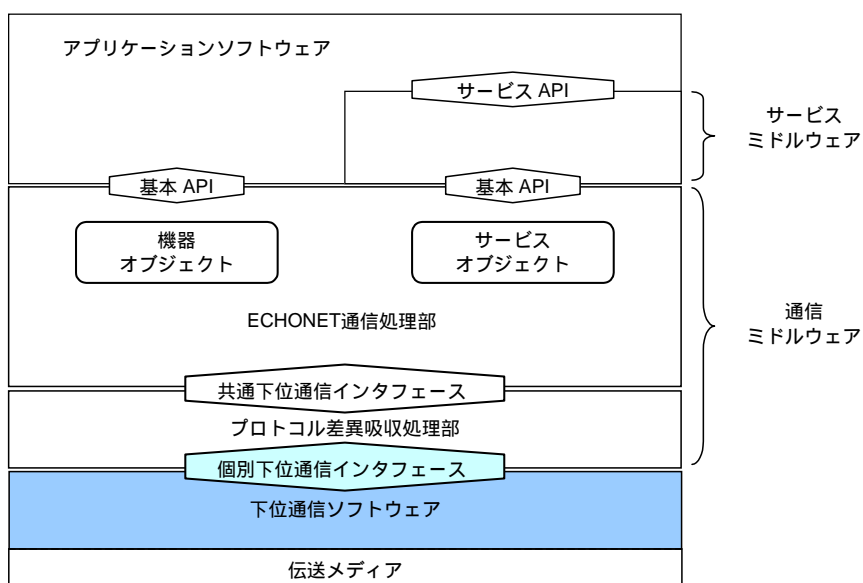 アプリケーションソフトウェア
サービス API
サービス
ミドルウェア
基本 API
基本 API
機器
オブジェクト
サービス
オブジェクト
ECHONET通信処理部
通信
ミドルウェア
共通下位通信インタフェース
プロトコル差異吸収処理部
個別下位通信インタフェース
下位通信ソフトウェア
伝送メディア